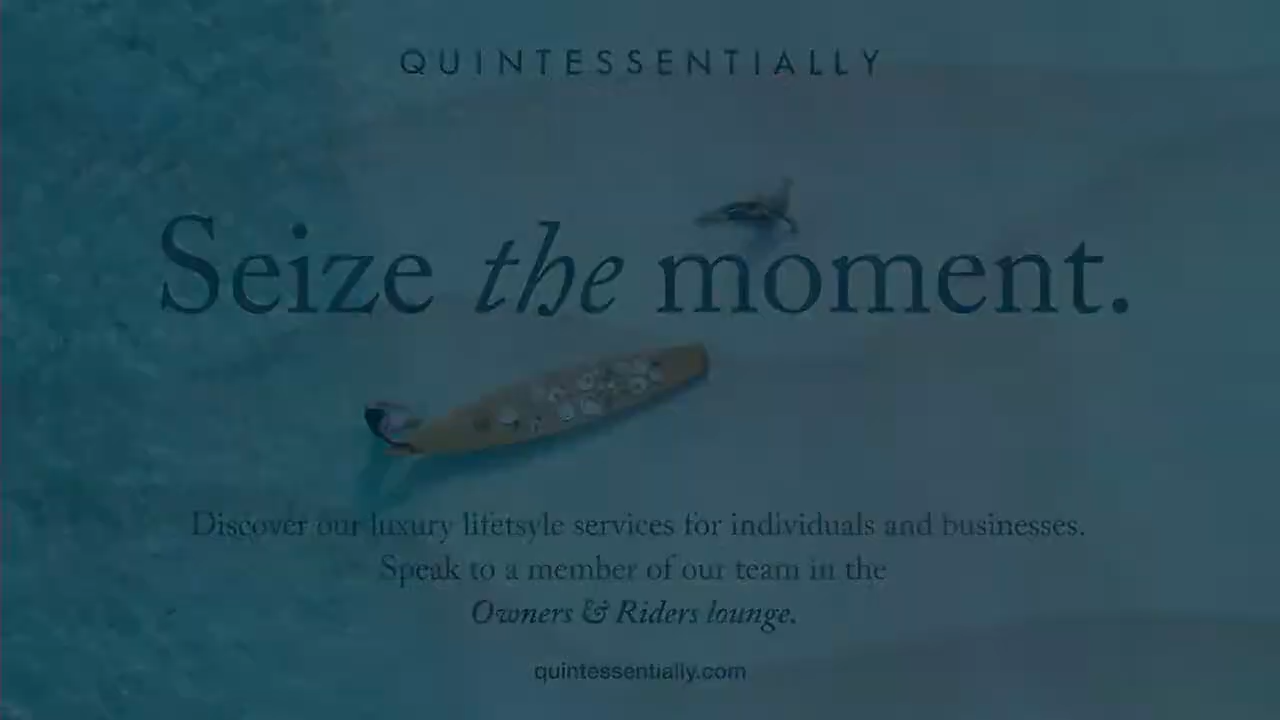 QUINTESSENTIALLY
Seize the moment.
Discover our luxury lifetsyle services for individuals and businesses.
Speak to a member of our team in the
Owners & Riders lounge.
quintessentially.com